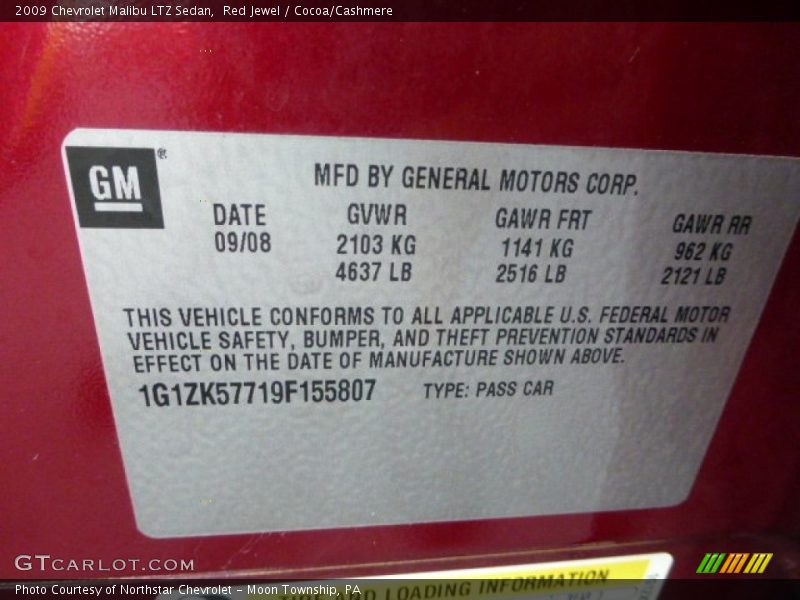 2009 Chevrolet Malibu LTZ Sedan,  Red Jewel / Cocoa/Cashmere
GM®
MFD BY GENERAL MOTORS CORP.
DATE GVWR GAWR FRT GAWR RR
09/08 2103 KG 1141 KG 962 KG
4637 LB 2516 LB 2121 LB
THIS VEHICLE CONFORMS TO ALL APPLICABLE U.S. FEDERAL MOTOR
VEHICLE SAFETY, BUMPER, AND THEFT PREVENTION STANDARDS IN
EFFECT ON THE DATE OF MANUFACTURE SHOWN ABOVE.
1G1ZK57719F155807 TYPE: PASS CAR
GTCARLOT.COM
AND LOADING INFORMATION
Photo Courtesy of Northstar Chevrolet - Moon Township, PA